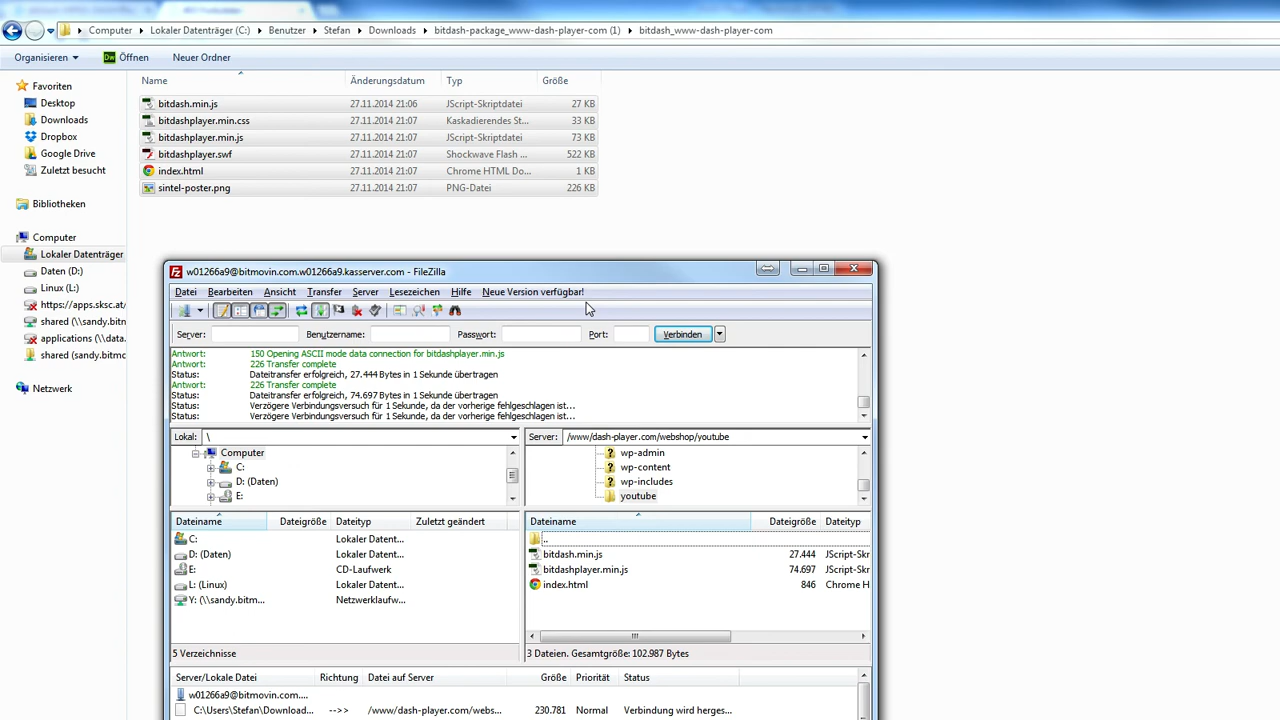 Computer Lokaler Datenträger (C:) Benutzer Stefan Downloads bitdash-package_www-dash-player-com (1) bitdash_www-dash-player-com
Organisieren Öffnen Neuer Ordner
Favoriten
Desktop
Downloads
Dropbox
Google Drive
Zuletzt besucht
Bibliotheken
Computer
Lokaler Datenträger
Daten (D:)
Linux (L:)
https://apps.sksc.at/
shared (\\sandy.bitm
applications (\\data.
shared (sandy.bitmo
Netzwerk
Name Änderungsdatum Typ Größe
bitdash.min.js 27.11.2014 21:06 JScript-Skriptdatei 27 KB
bitdashplayer.min.css 27.11.2014 21:07 Kaskadierendes St... 33 KB
bitdashplayer.min.js 27.11.2014 21:07 JScript-Skriptdatei 73 KB
bitdashplayer.swf 27.11.2014 21:07 Shockwave Flash ... 522 KB
index.html 27.11.2014 21:07 Chrome HTML Do... 1 KB
sintel-poster.png 27.11.2014 21:07 PNG-Datei 226 KB
w01266a9@bitmovin.com.w01266a9.kasserver.com - FileZilla
Datei Bearbeiten Ansicht Transfer Server Lesezeichen Hilfe Neue Version verfügbar!
Server: Benutzername: Passwort: Port: Verbinden
Antwort: 150 Opening ASCII mode data connection for bitdashplayer.min.js
Antwort: 226 Transfer complete
Status: Dateitransfer erfolgreich, 27.444 Bytes in 1 Sekunde übertragen
Antwort: 226 Transfer complete
Status: Dateitransfer erfolgreich, 74.697 Bytes in 1 Sekunde übertragen
Status: Verzögere Verbindungsversuch für 1 Sekunde, da der vorherige fehlgeschlagen ist...
Status: Verzögere Verbindungsversuch für 1 Sekunde, da der vorherige fehlgeschlagen ist...
Lokal: \
Computer
C:
D: (Daten)
E:
Dateiname Dateigröße Dateityp Zuletzt geändert
C: Lokaler Datent...
D: (Daten) Lokaler Datent...
E: CD-Laufwerk
L: (Linux) Lokaler Datent...
Y: (\\sandy.bitm... Netzwerklaufw...
5 Verzeichnisse
Server: /www/dash-player.com/webshop/youtube
wp-admin
wp-content
wp-includes
youtube
Dateiname Dateigröße Dateityp
..
bitdash.min.js 27.444 JScript-Skr
bitdashplayer.min.js 74.697 JScript-Skr
index.html 846 Chrome H
3 Dateien. Gesamtgröße: 102.987 Bytes
Server/Lokale Datei Richtung Datei auf Server Größe Priorität Status
w01266a9@bitmovin.com....
C:\Users\Stefan\Download... -->> /www/dash-player.com/webs... 230.781 Normal Verbindung wird herges...